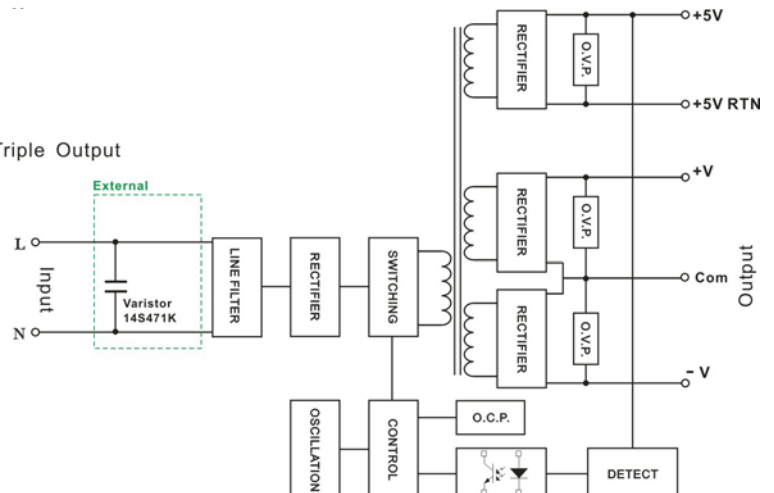 Triple Output
External
L
Input
N
Varistor
14S471K
LINE FILTER
RECTIFIER
SWITCHING
RECTIFIER
O.V.P.
+5V
+5V RTN
RECTIFIER
O.V.P.
+V
Com
Output
RECTIFIER
O.V.P.
- V
OSCILLATION
CONTROL
O.C.P.
DETECT